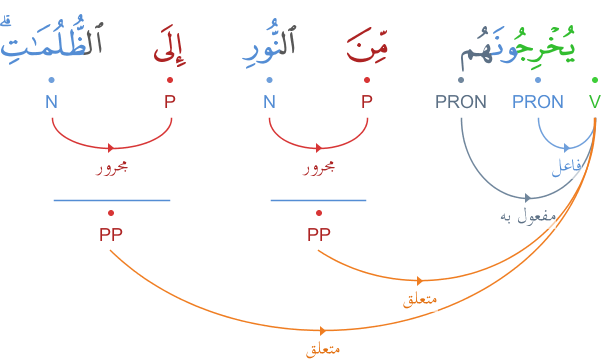 يُخْرِجُونَهُم مِّنَ ٱلنُّورِ إِلَى ٱلظُّلُمَـٰتِ ۗ
V PRON PRON P N P N
فاعل مجرور مجرور
مفعول به
PP PP
متعلق
متعلق